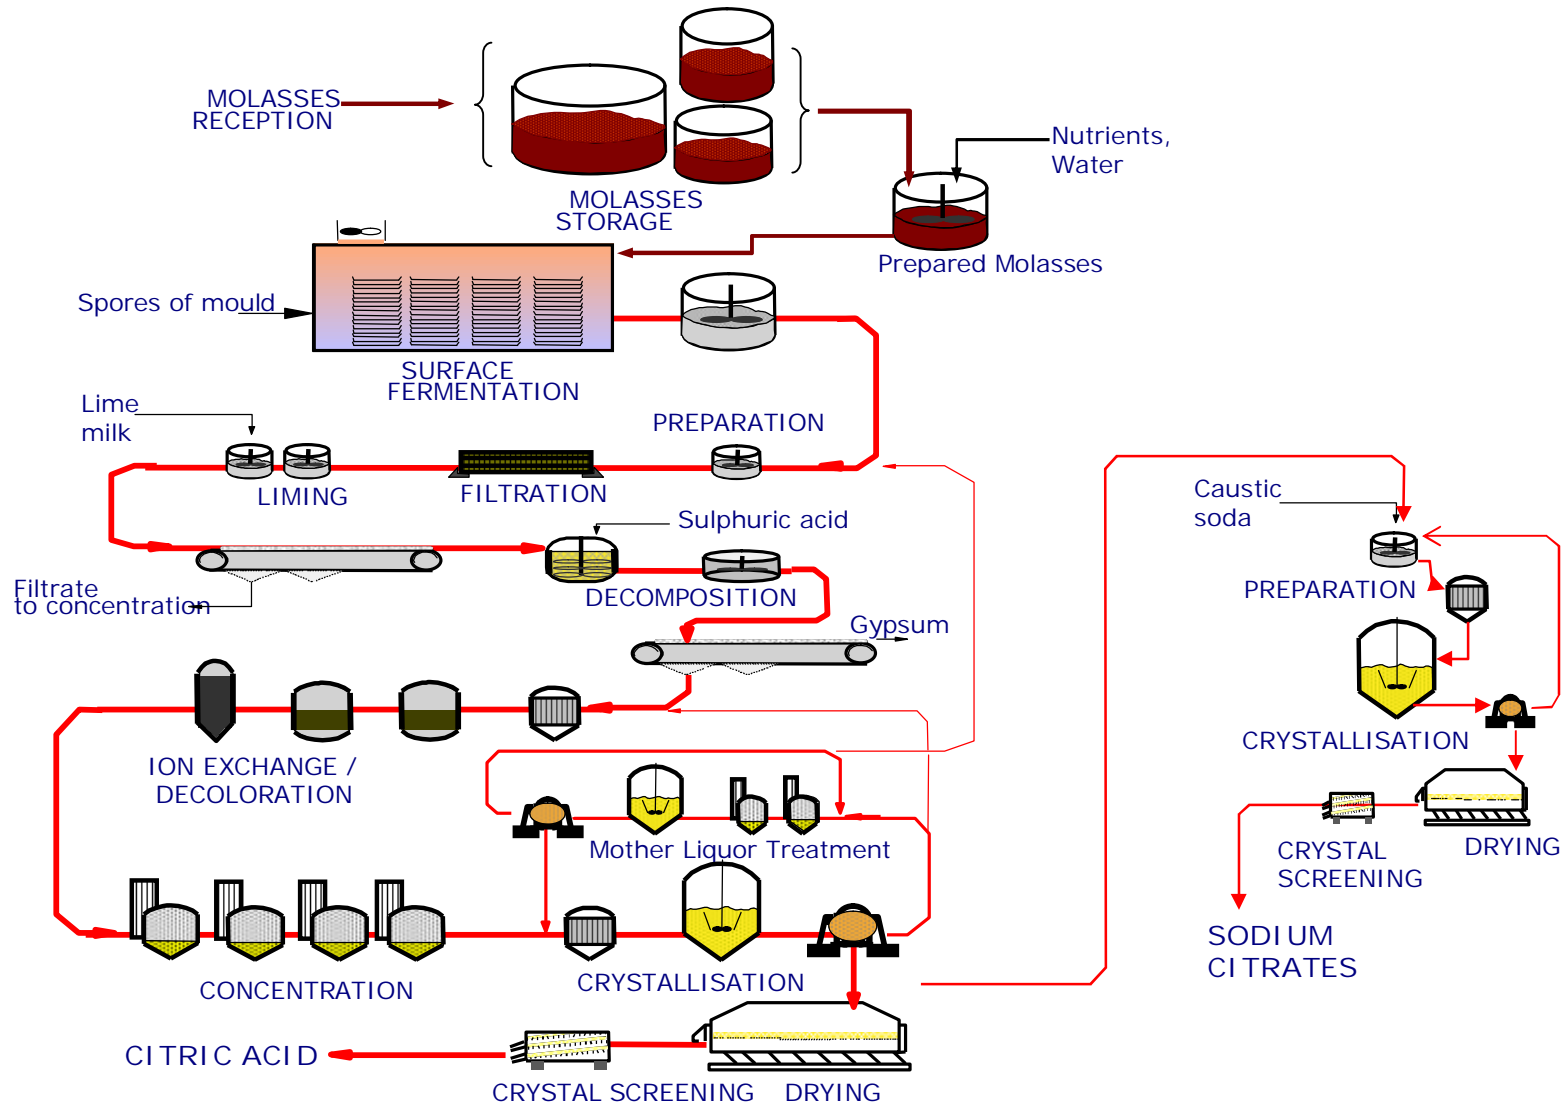 MOLASSES
RECEPTION
MOLASSES
STORAGE
Nutrients,
Water
Prepared Molasses
Spores of mould
SURFACE
FERMENTATION
Lime
milk
PREPARATION
LIMING
FILTRATION
Sulphuric acid
Filtrate
to concentration
DECOMPOSITION
Gypsum
ION EXCHANGE /
DECOLORATION
Mother Liquor Treatment
CONCENTRATION
CRYSTALLISATION
CITRIC ACID
CRYSTAL SCREENING
DRYING
Caustic
soda
PREPARATION
CRYSTALLISATION
CRYSTAL
SCREENING
DRYING
SODIUM
CITRATES